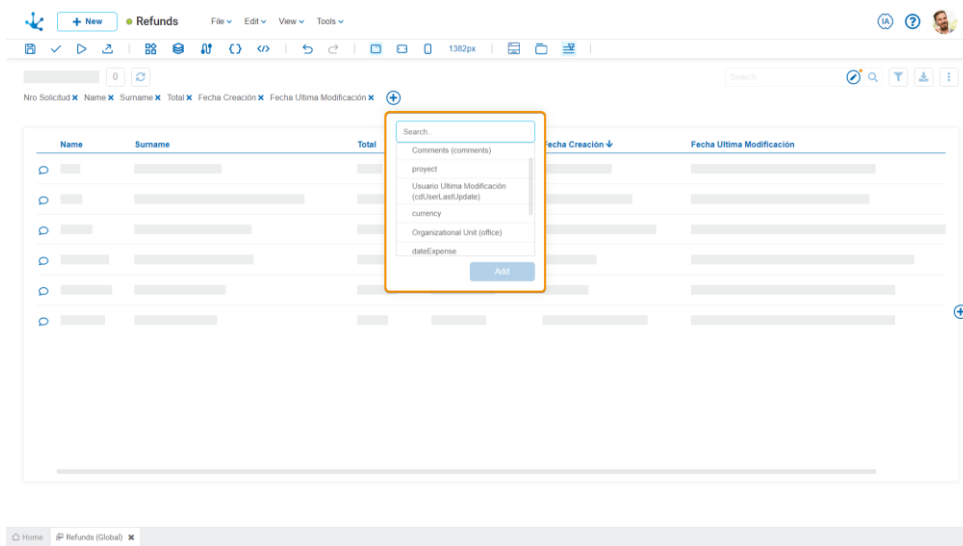 + New Refunds File Edit View Tools IA ?
1382px
0 Search
Nro Solicitud × Name × Surname × Total × Fecha Creación × Fecha Ultima Modificación ×
Search..
Name Surname Total Fecha Creación Fecha Ultima Modificación
Comments (comments)
proyect
Usuario Ultima Modificación
(cdUserLastUpdate)
currency
Organizational Unit (office)
dateExpense
Add
Home Refunds (Global) ×